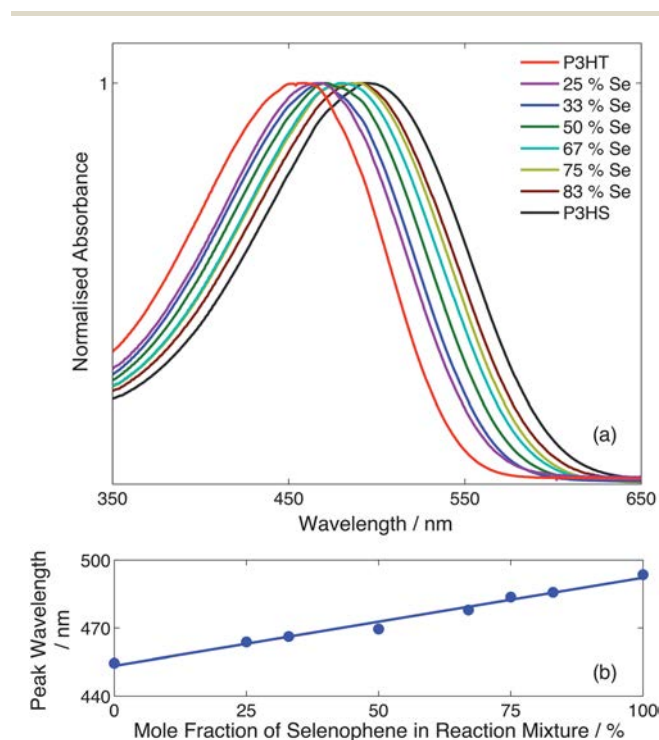 1
Normalised Absorbance
P3HT
25 % Se
33 % Se
50 % Se
67 % Se
75 % Se
83 % Se
P3HS
(a)
350
450
550
650
Wavelength / nm
500
470
440
Peak Wavelength
/ nm
(b)
0
25
50
75
100
Mole Fraction of Selenophene in Reaction Mixture / %